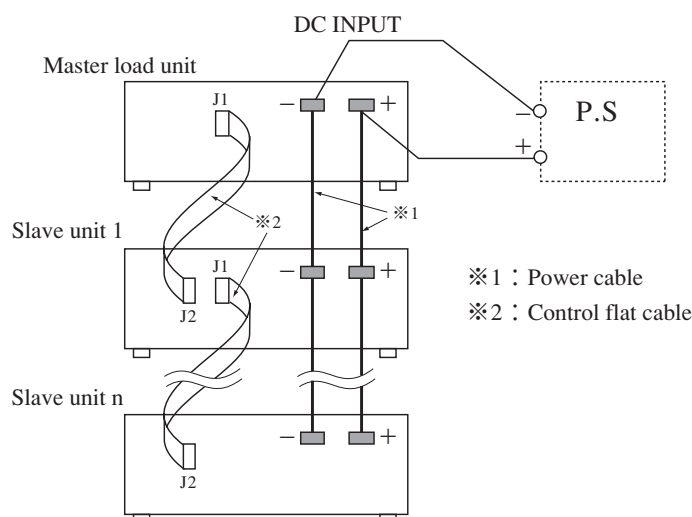 DC INPUT
Master load unit
J1
− +
− P.S
+
※2
※1
Slave unit 1
J1
− +
J2
※1：Power cable
※2：Control flat cable
Slave unit n
− +
J2